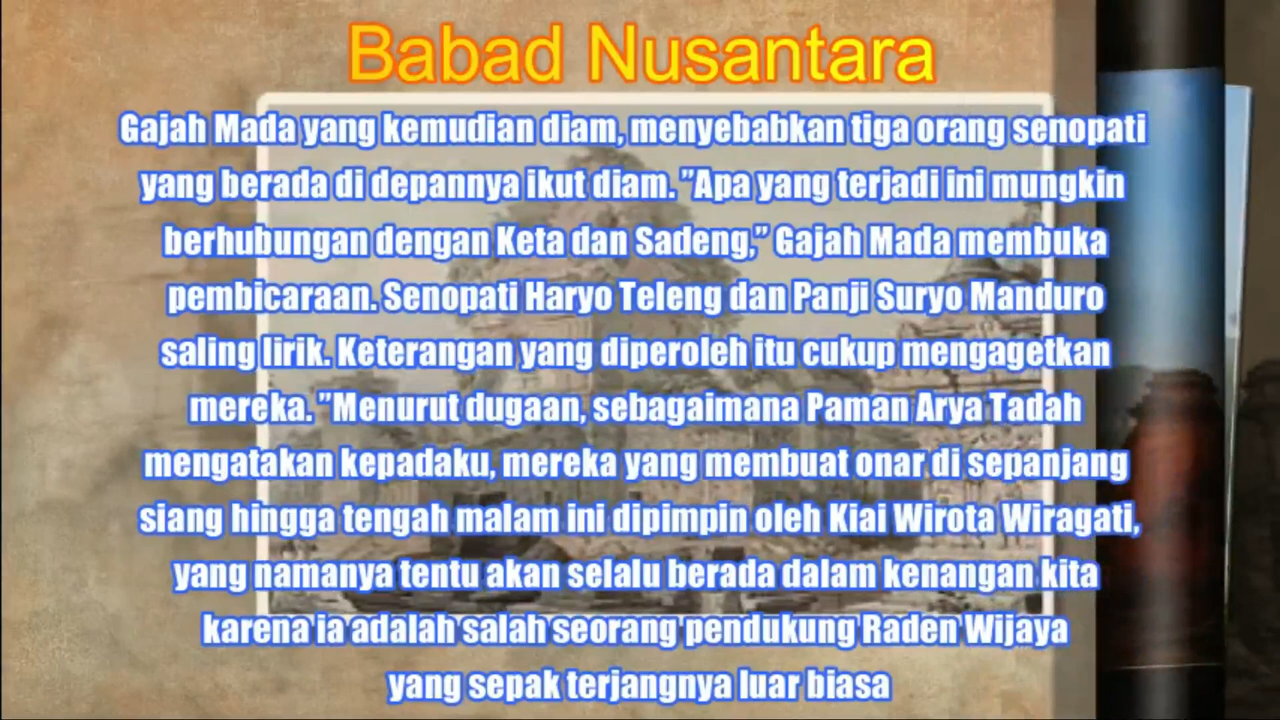 Babad Nusantara
Gajah Mada yang kemudian diam, menyebabkan tiga orang senopati
yang berada di depannya ikut diam. ”Apa yang terjadi ini mungkin
berhubungan dengan Keta dan Sadeng,” Gajah Mada membuka
pembicaraan. Senopati Haryo Teleng dan Panji Suryo Manduro
saling lirik. Keterangan yang diperoleh itu cukup mengagetkan
mereka. ”Menurut dugaan, sebagaimana Paman Arya Tadah
mengatakan kepadaku, mereka yang membuat onar di sepanjang
siang hingga tengah malam ini dipimpin oleh Kiai Wirota Wiragati,
yang namanya tentu akan selalu berada dalam kenangan kita
karena ia adalah salah seorang pendukung Raden Wijaya
yang sepak terjangnya luar biasa